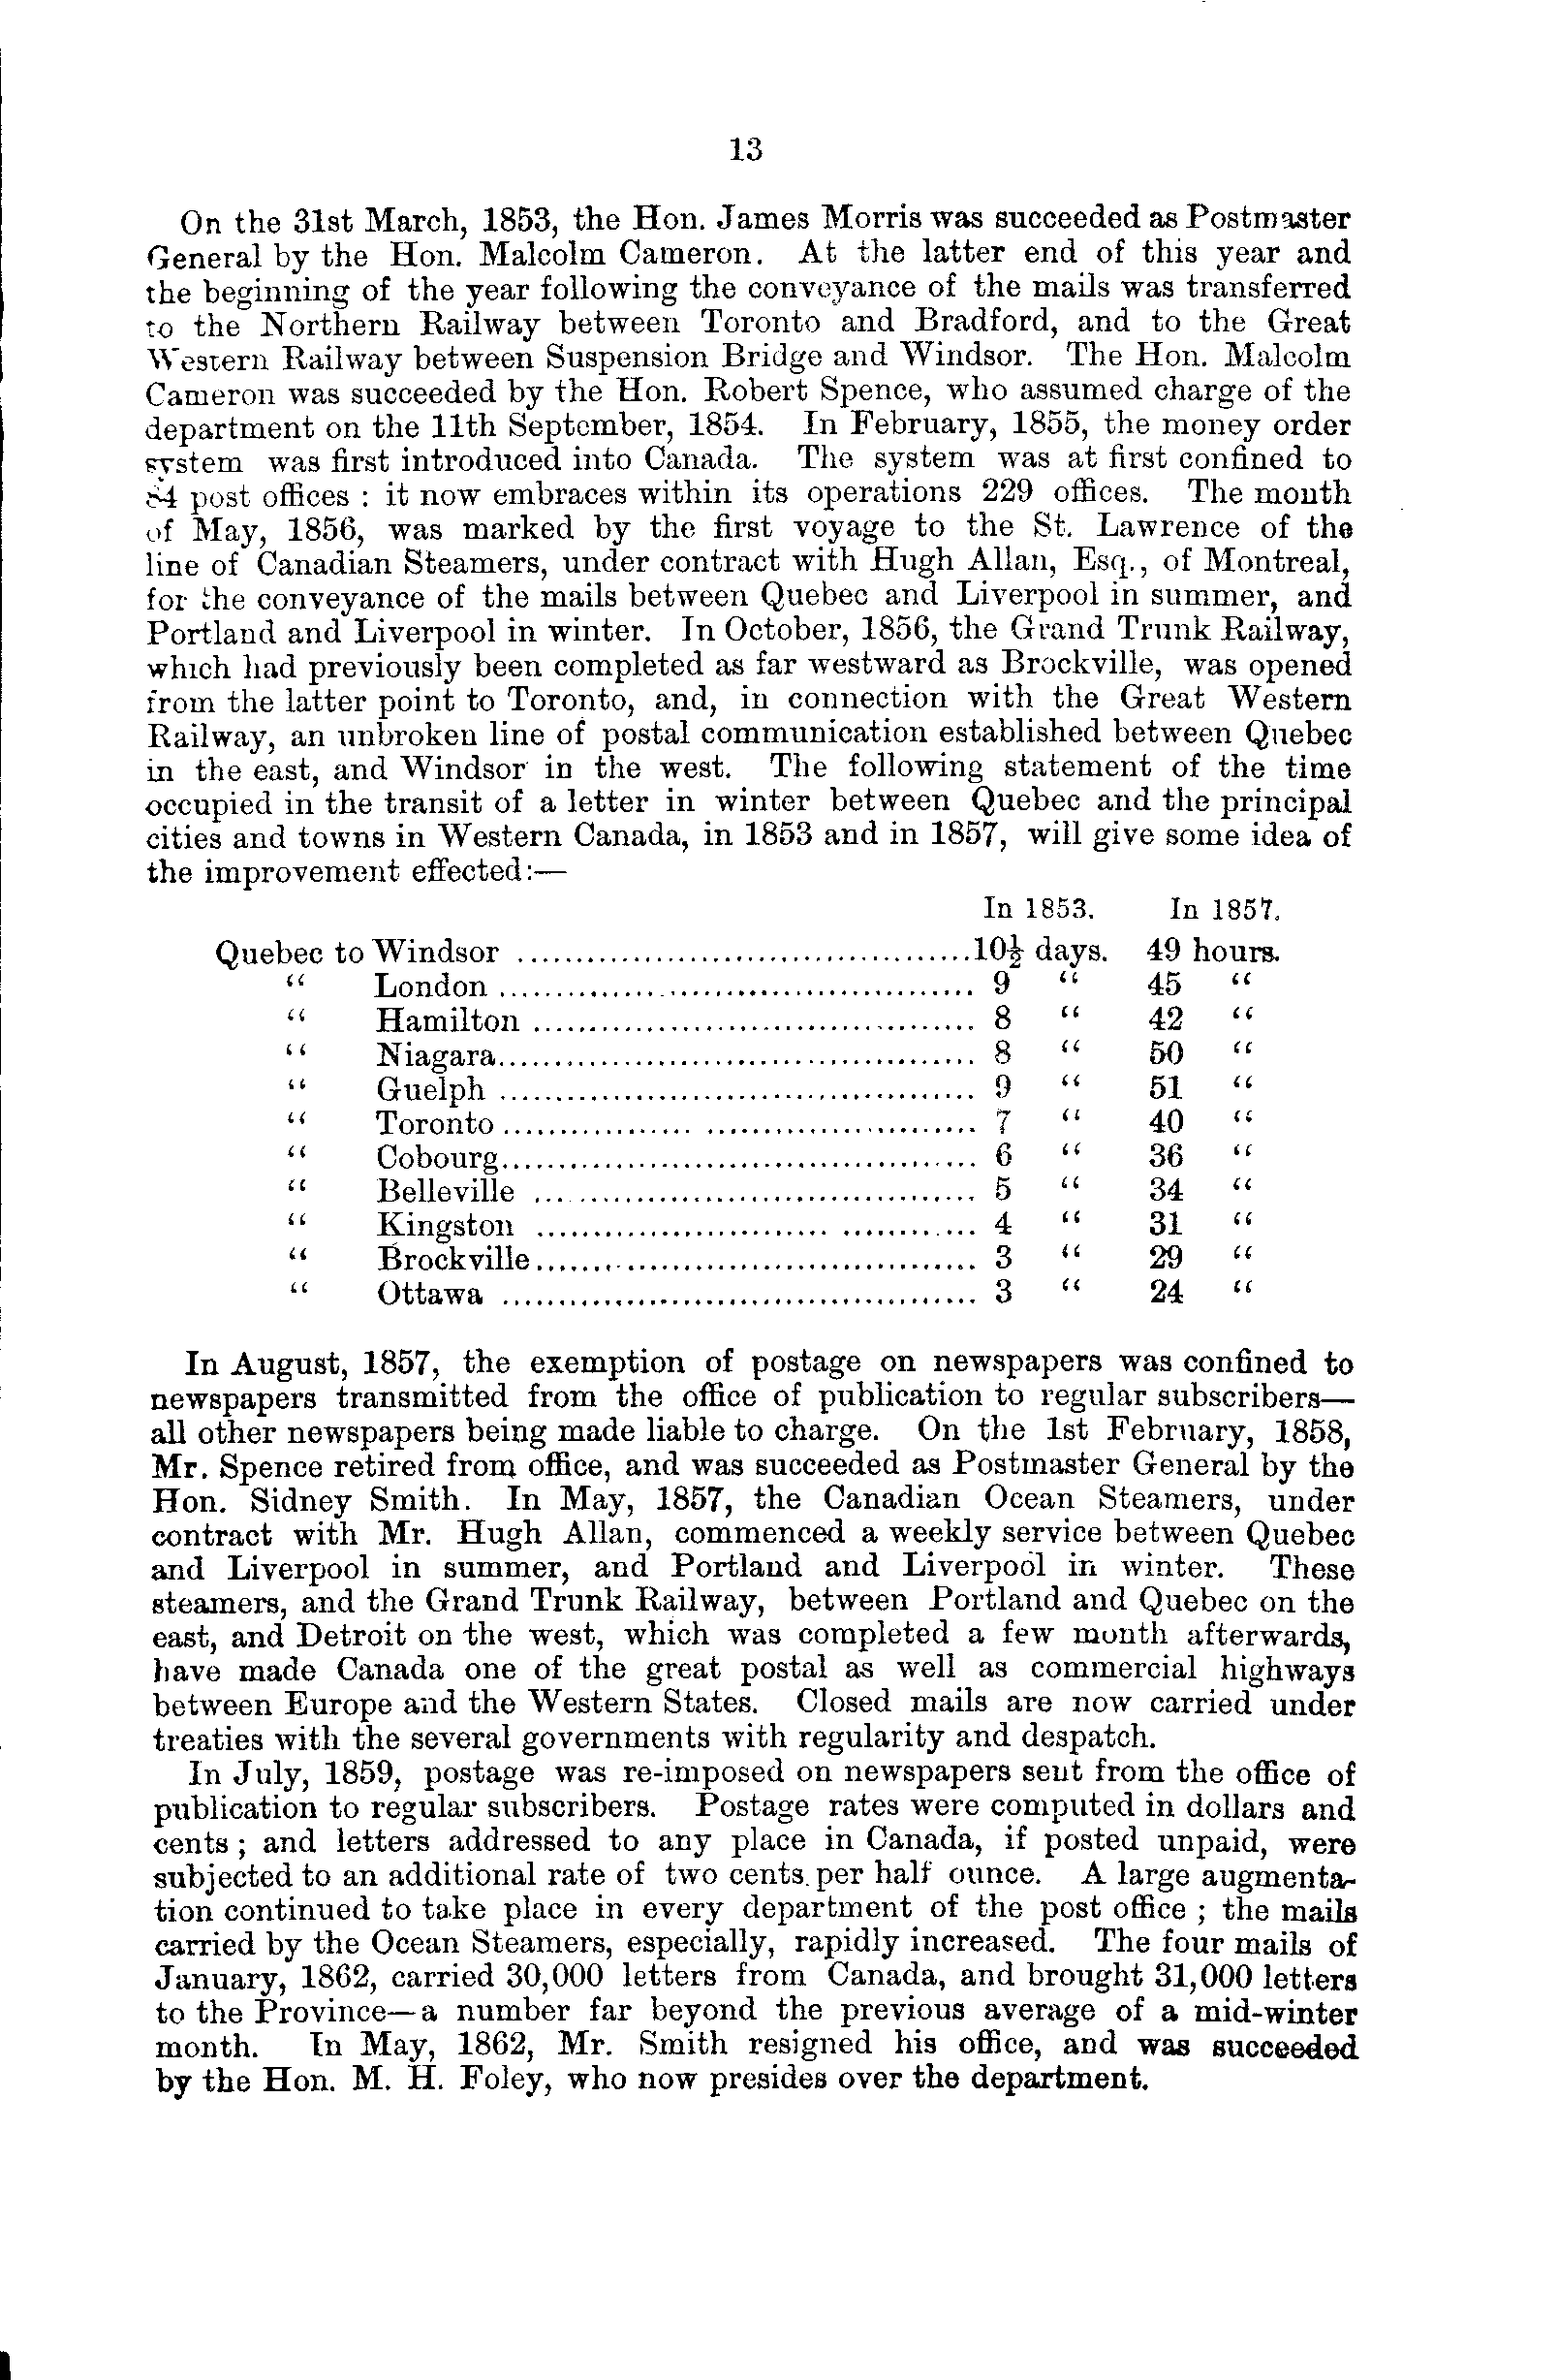 13
On the 31st March, 1853, the Hon. James Morris was succeeded as Postmaster
General by the Hon. Malcolm Cameron. At the latter end of this year and
the beginning of the year following the conveyance of the mails was transferred
to the Northern Railway between Toronto and Bradford, and to the Great
Western Railway between Suspension Bridge and Windsor. The Hon. Malcolm
Cameron was succeeded by the Hon. Robert Spence, who assumed charge of the
department on the 11th September, 1854. In February, 1855, the money order
system was first introduced into Canada. The system was at first confined to
84 post offices : it now embraces within its operations 229 offices. The month
of May, 1856, was marked by the first voyage to the St. Lawrence of the
line of Canadian Steamers, under contract with Hugh Allan, Esq., of Montreal,
for the conveyance of the mails between Quebec and Liverpool in summer, and
Portland and Liverpool in winter. In October, 1856, the Grand Trunk Railway,
which had previously been completed as far westward as Brockville, was opened
from the latter point to Toronto, and, in connection with the Great Western
Railway, an unbroken line of postal communication established between Quebec
in the east, and Windsor in the west. The following statement of the time
occupied in the transit of a letter in winter between Quebec and the principal
cities and towns in Western Canada, in 1853 and in 1857, will give some idea of
the improvement effected:—
In 1853. In 1857.
Quebec to Windsor ........................................ 10½ days. 49 hours.
“ London ........................................ 9 “ 45 “
“ Hamilton ........................................ 8 “ 42 “
“ Niagara ........................................ 8 “ 50 “
“ Guelph ........................................ 9 “ 51 “
“ Toronto ........................................ 7 “ 40 “
“ Cobourg ........................................ 6 “ 36 “
“ Belleville ........................................ 5 “ 34 “
“ Kingston ........................................ 4 “ 31 “
“ Brockville ........................................ 3 “ 29 “
“ Ottawa ........................................ 3 “ 24 “
In August, 1857, the exemption of postage on newspapers was confined to
newspapers transmitted from the office of publication to regular subscribers—
all other newspapers being made liable to charge. On the 1st February, 1858,
Mr. Spence retired from office, and was succeeded as Postmaster General by the
Hon. Sidney Smith. In May, 1857, the Canadian Ocean Steamers, under
contract with Mr. Hugh Allan, commenced a weekly service between Quebec
and Liverpool in summer, and Portland and Liverpool in winter. These
steamers, and the Grand Trunk Railway, between Portland and Quebec on the
east, and Detroit on the west, which was completed a few month afterwards,
have made Canada one of the great postal as well as commercial highways
between Europe and the Western States. Closed mails are now carried under
treaties with the several governments with regularity and despatch.
In July, 1859, postage was re-imposed on newspapers sent from the office of
publication to regular subscribers. Postage rates were computed in dollars and
cents ; and letters addressed to any place in Canada, if posted unpaid, were
subjected to an additional rate of two cents. per half ounce. A large augmenta-
tion continued to take place in every department of the post office ; the mails
carried by the Ocean Steamers, especially, rapidly increased. The four mails of
January, 1862, carried 30,000 letters from Canada, and brought 31,000 letters
to the Province—a number far beyond the previous average of a mid-winter
month. In May, 1862, Mr. Smith resigned his office, and was succeeded
by the Hon. M. H. Foley, who now presides over the department.